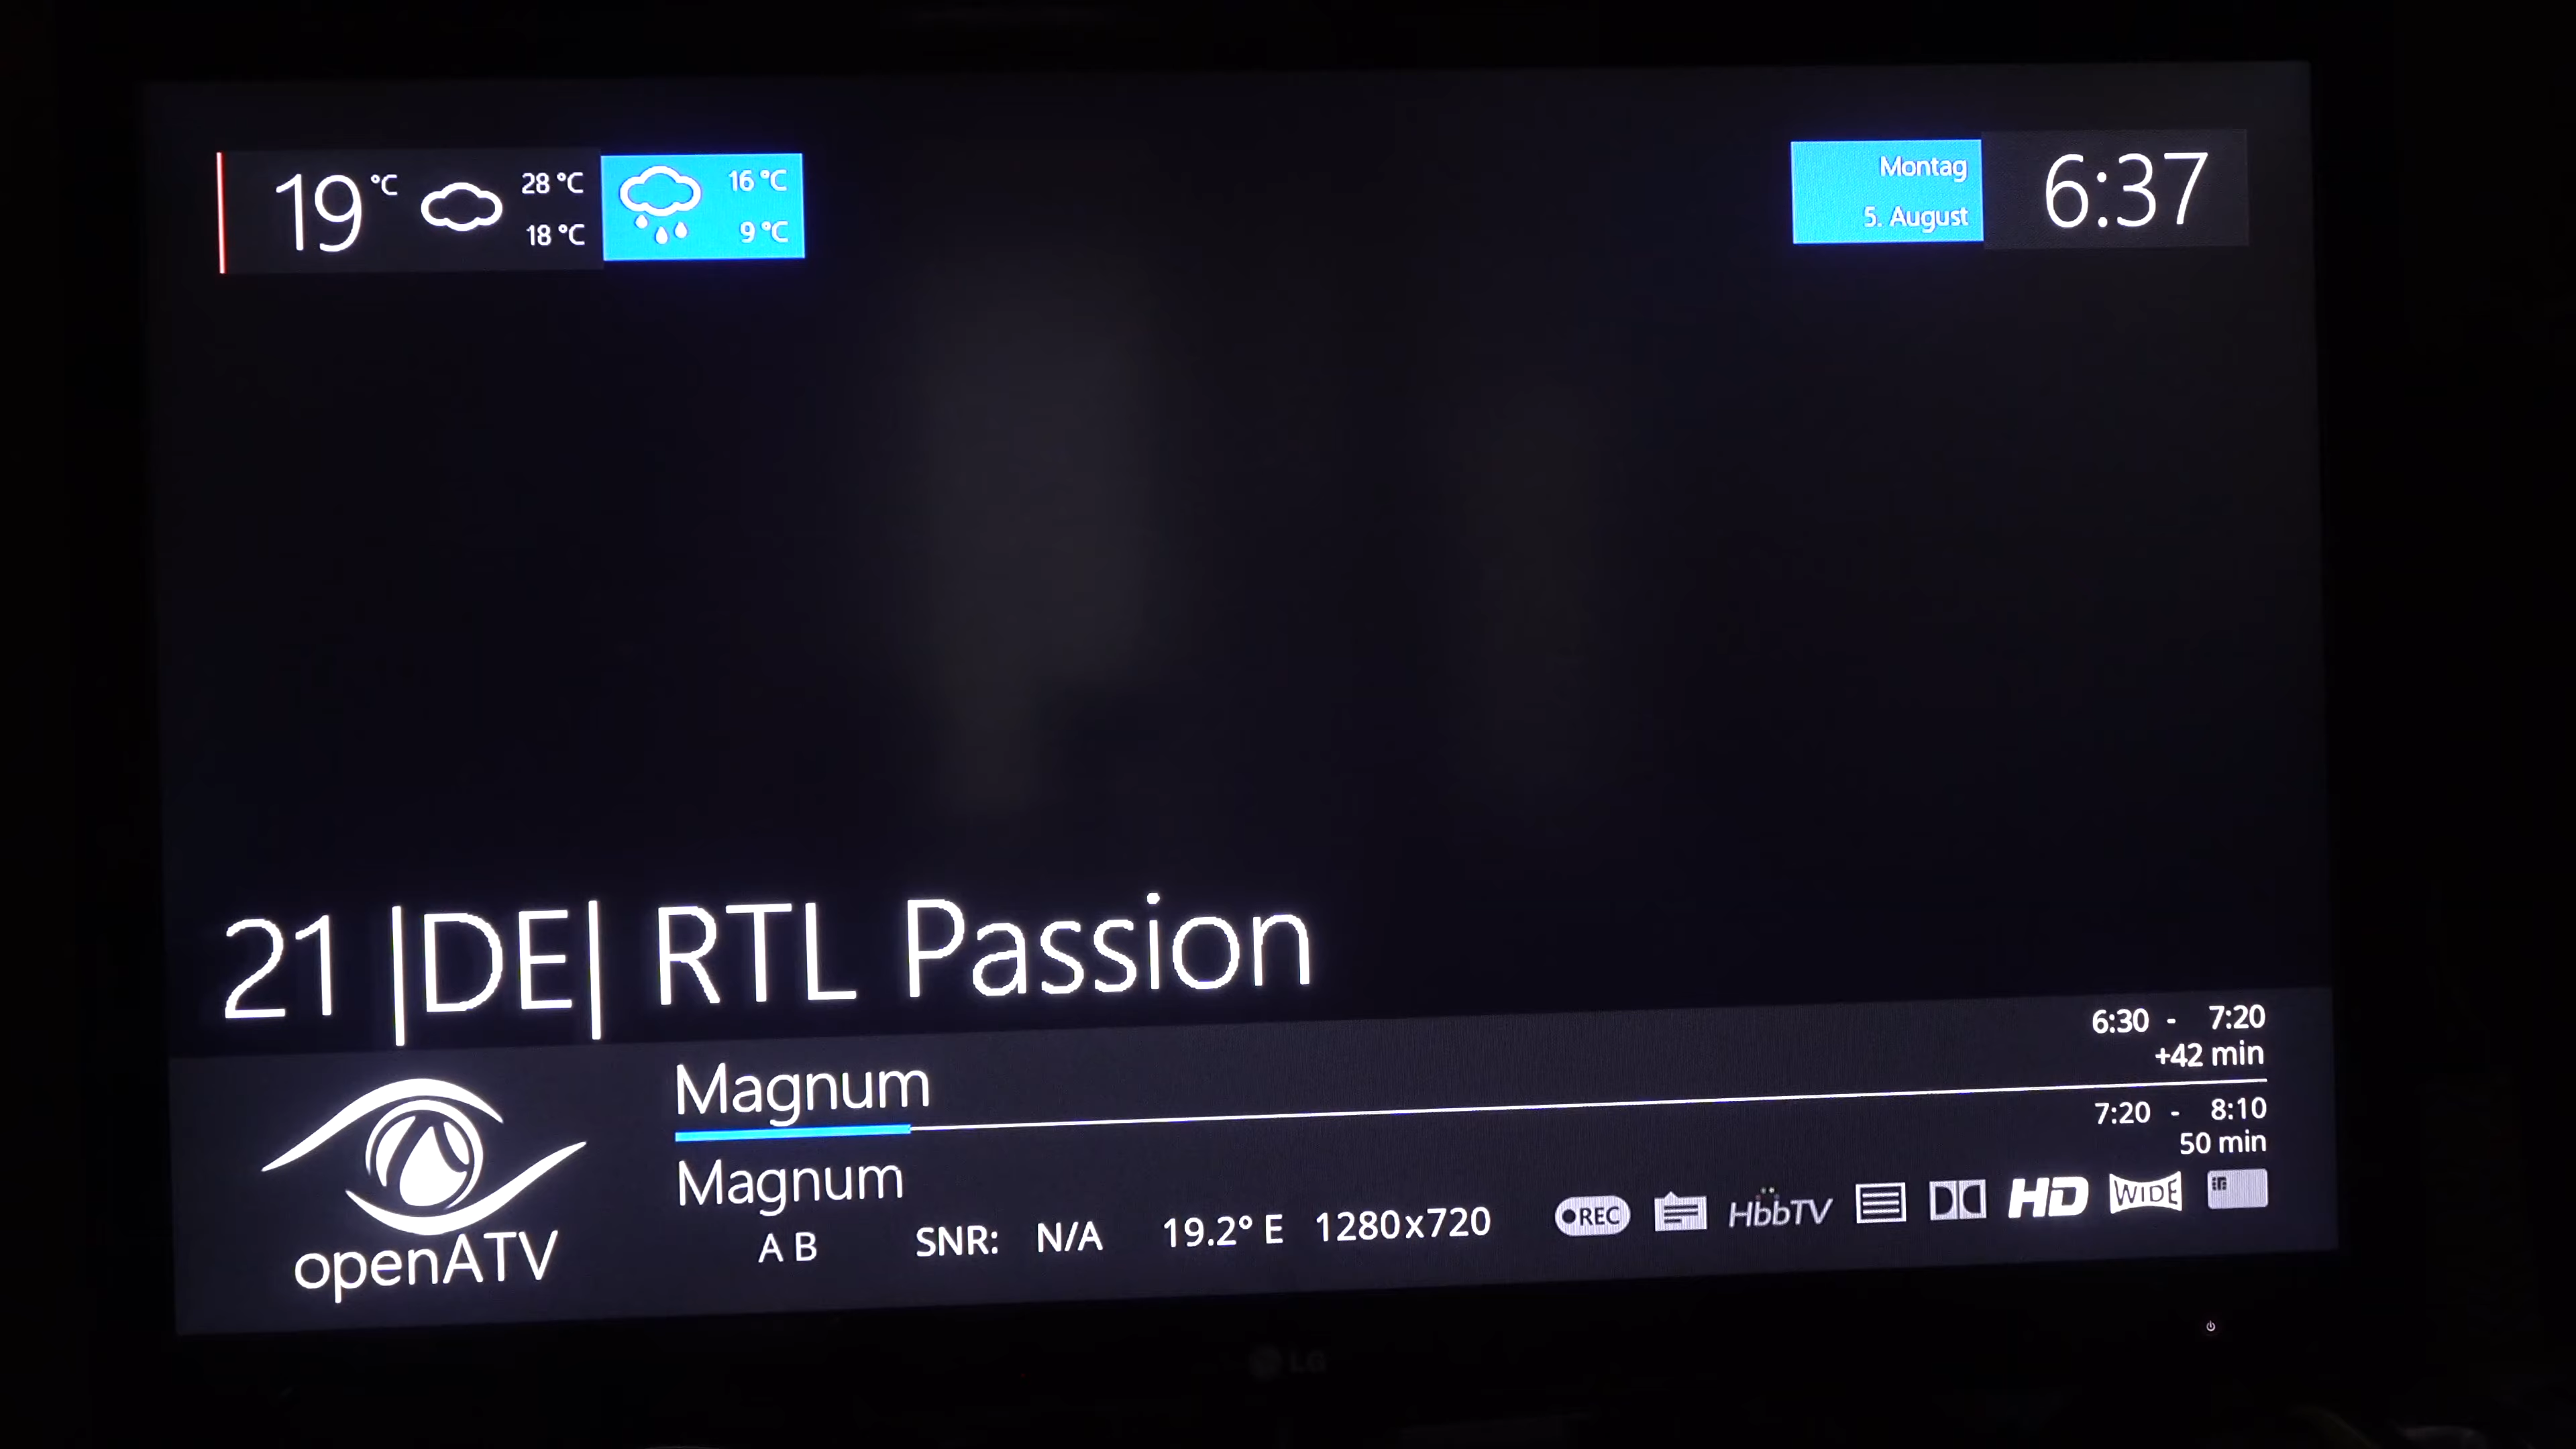 19 °C
28 °C
18 °C
16 °C
9 °C
Montag
5. August
6:37
21 |DE| RTL Passion
6:30 - 7:20
+42 min
Magnum
7:20 - 8:10
50 min
Magnum
A B SNR: N/A 19.2° E 1280x720 REC HbbTV HD WIDE
openATV
LG